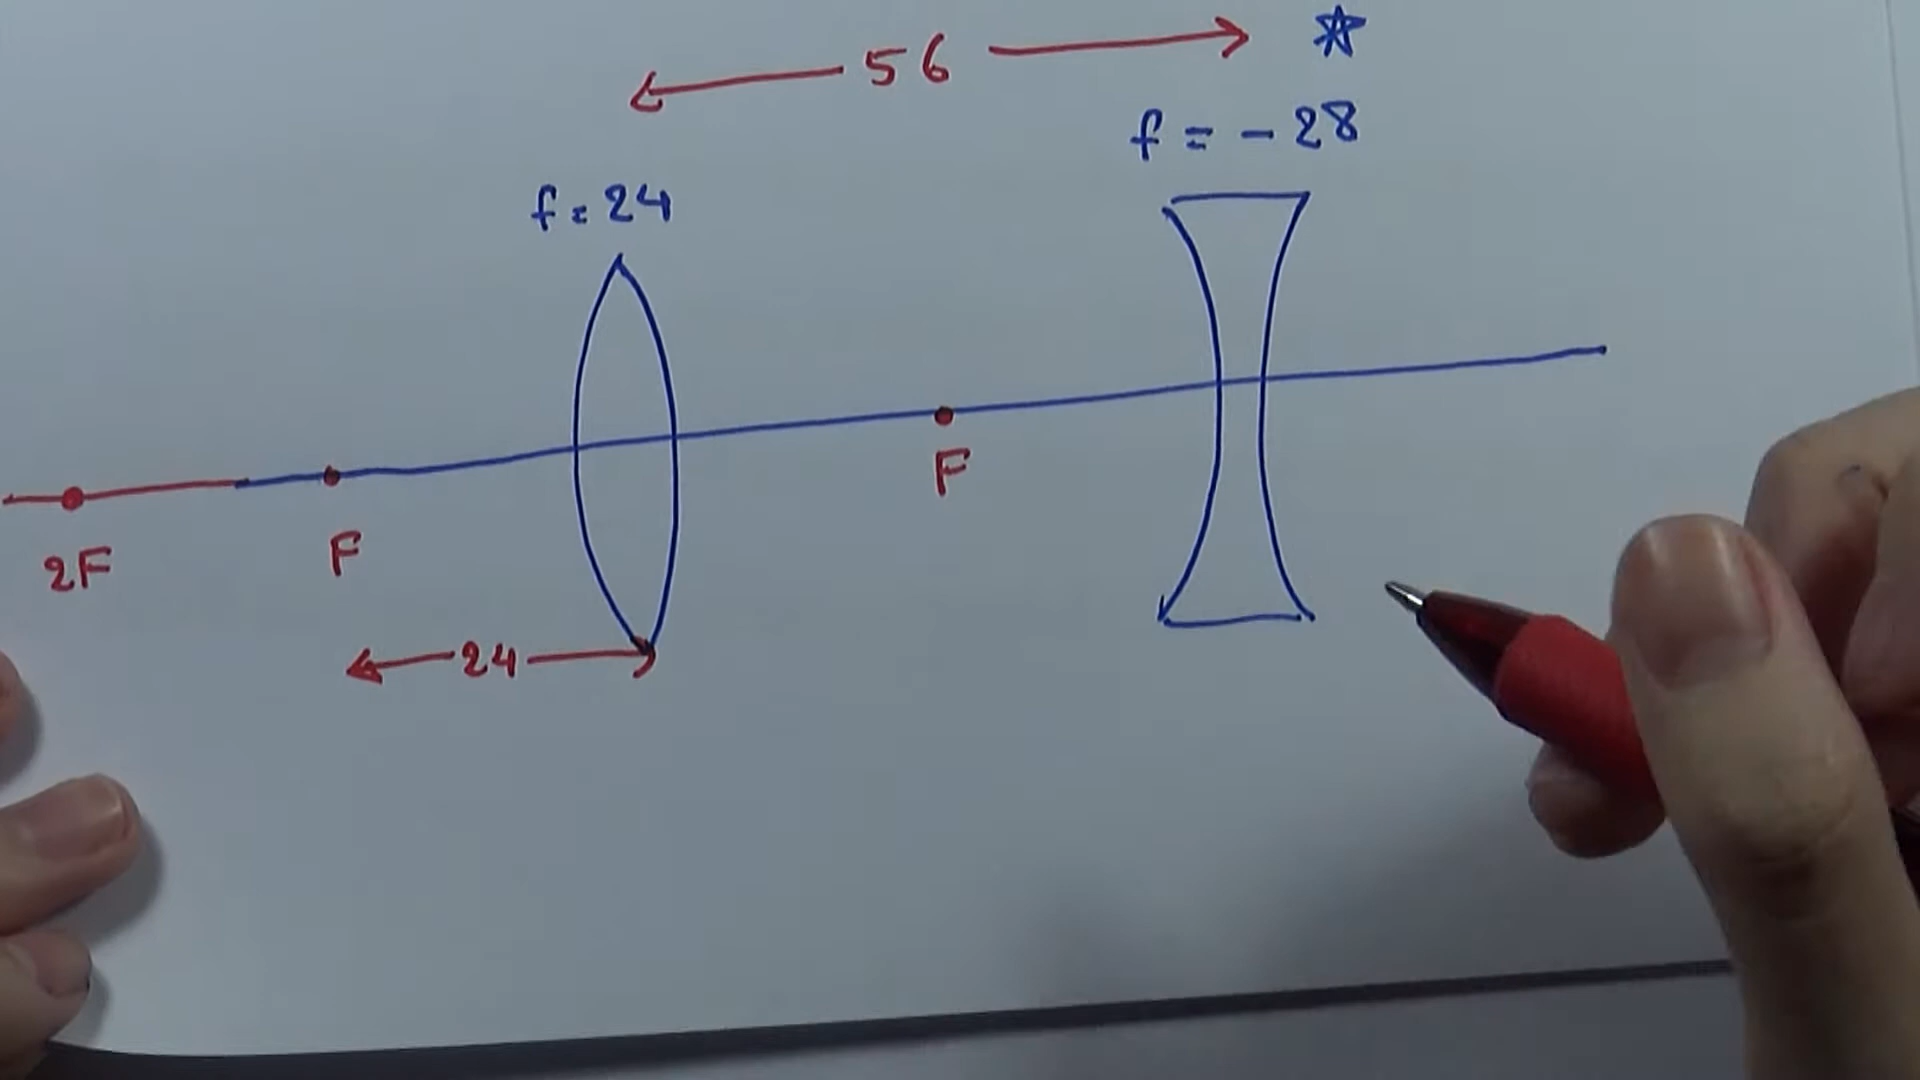 56
f = - 28
f = 24
F
2F
F
24